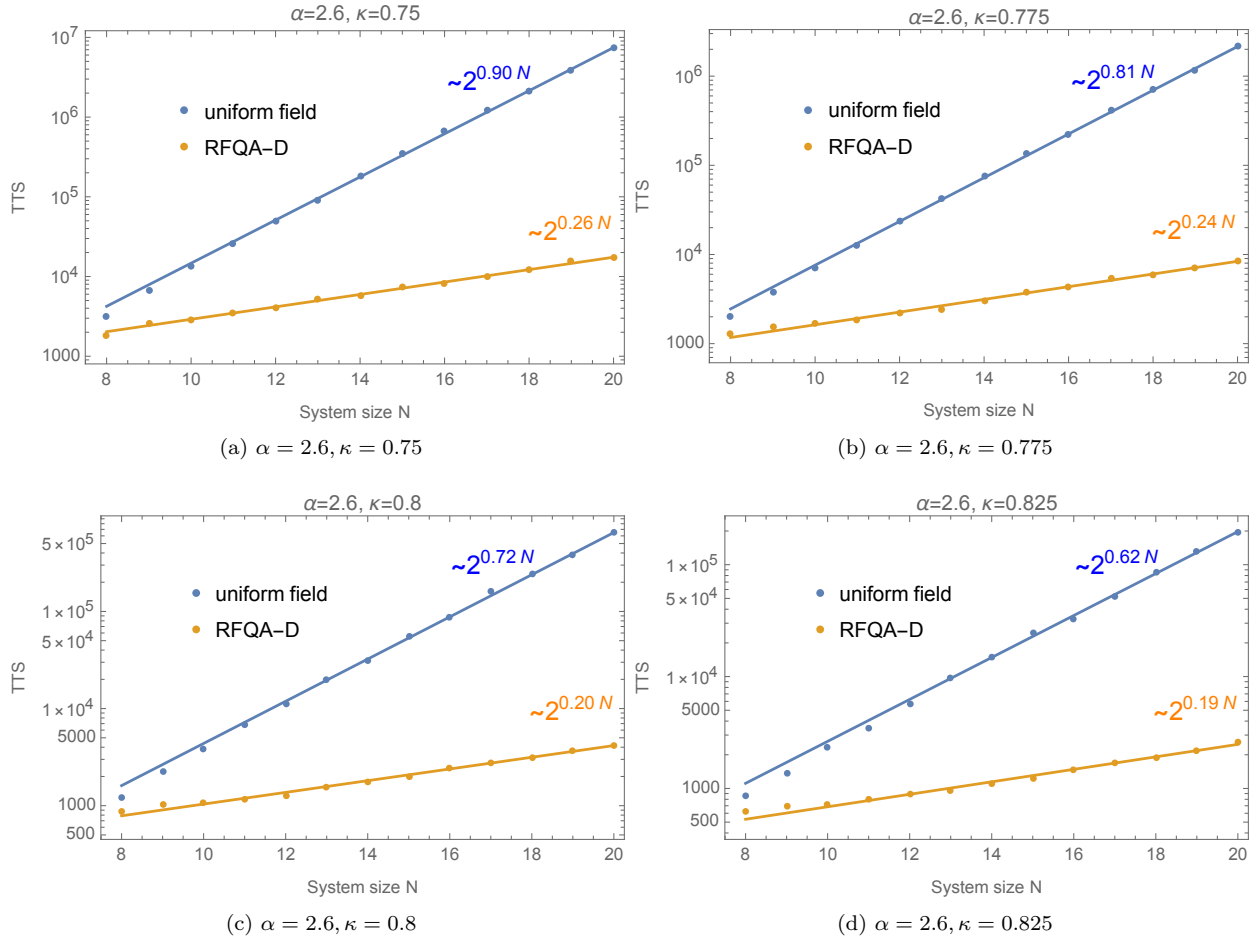 α=2.6, κ=0.75
10^7
10^6
10^5
10^4
1000
TTS
uniform field
RFQA-D
~2^{0.90 N}
~2^{0.26 N}
8 10 12 14 16 18 20
System size N
(a) α = 2.6, κ = 0.75
α=2.6, κ=0.775
10^6
10^5
10^4
1000
TTS
uniform field
RFQA-D
~2^{0.81 N}
~2^{0.24 N}
8 10 12 14 16 18 20
System size N
(b) α = 2.6, κ = 0.775
α=2.6, κ=0.8
5×10^5
1×10^5
5×10^4
1×10^4
5000
1000
500
TTS
uniform field
RFQA-D
~2^{0.72 N}
~2^{0.20 N}
8 10 12 14 16 18 20
System size N
(c) α = 2.6, κ = 0.8
α=2.6, κ=0.825
1×10^5
5×10^4
1×10^4
5000
1000
500
TTS
uniform field
RFQA-D
~2^{0.62 N}
~2^{0.19 N}
8 10 12 14 16 18 20
System size N
(d) α = 2.6, κ = 0.825